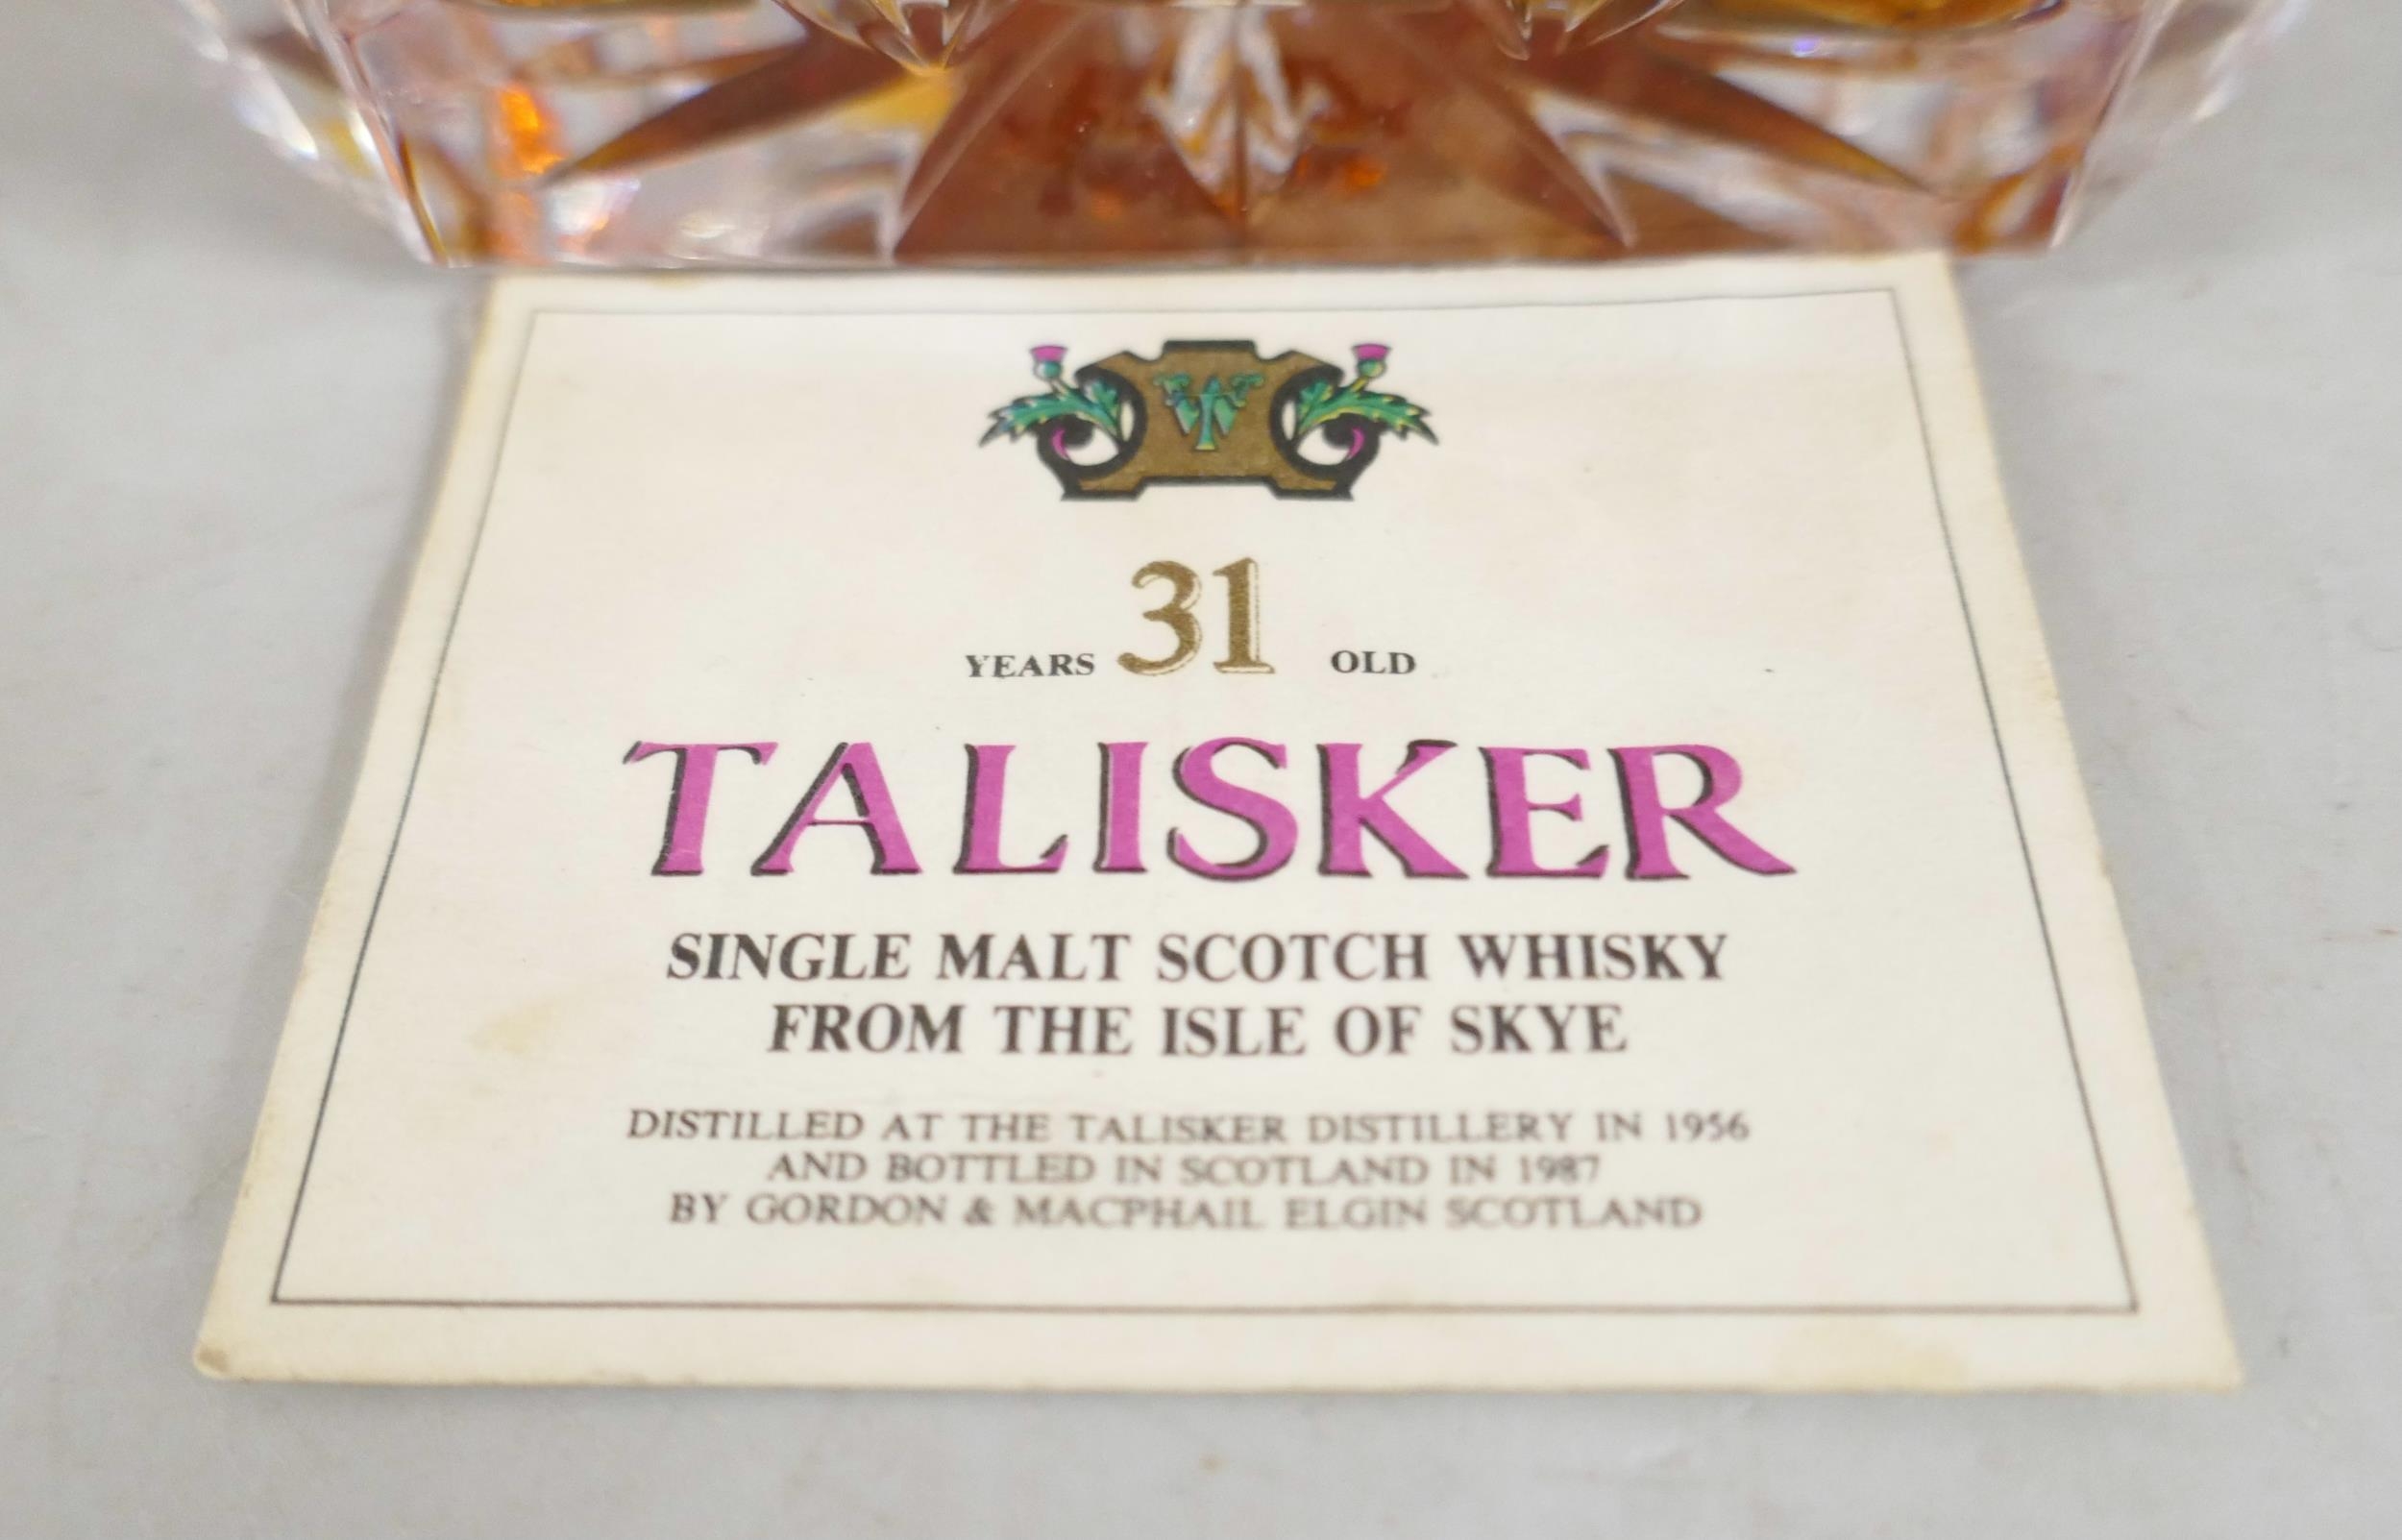 YEARS 31 OLD
TALISKER
SINGLE MALT SCOTCH WHISKY
FROM THE ISLE OF SKYE
DISTILLED AT THE TALISKER DISTILLERY IN 1956
AND BOTTLED IN SCOTLAND IN 1987
BY GORDON & MACPHAIL ELGIN SCOTLAND